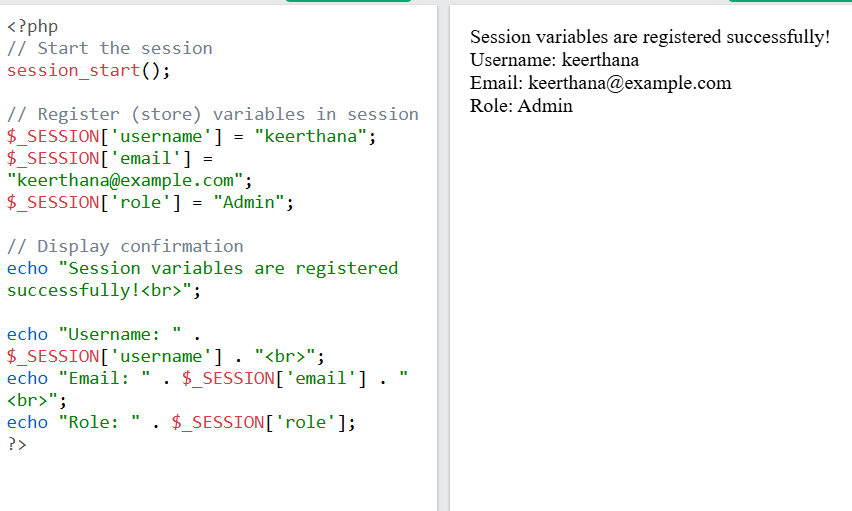 <?php
// Start the session
session_start();
// Register (store) variables in session
$_SESSION['username'] = "keerthana";
$_SESSION['email'] =
"keerthana@example.com";
$_SESSION['role'] = "Admin";
// Display confirmation
echo "Session variables are registered
successfully!<br>";
echo "Username: " .
$_SESSION['username'] . "<br>";
echo "Email: " . $_SESSION['email'] . "
<br>";
echo "Role: " . $_SESSION['role'];
?>
Session variables are registered successfully!
Username: keerthana
Email: keerthana@example.com
Role: Admin